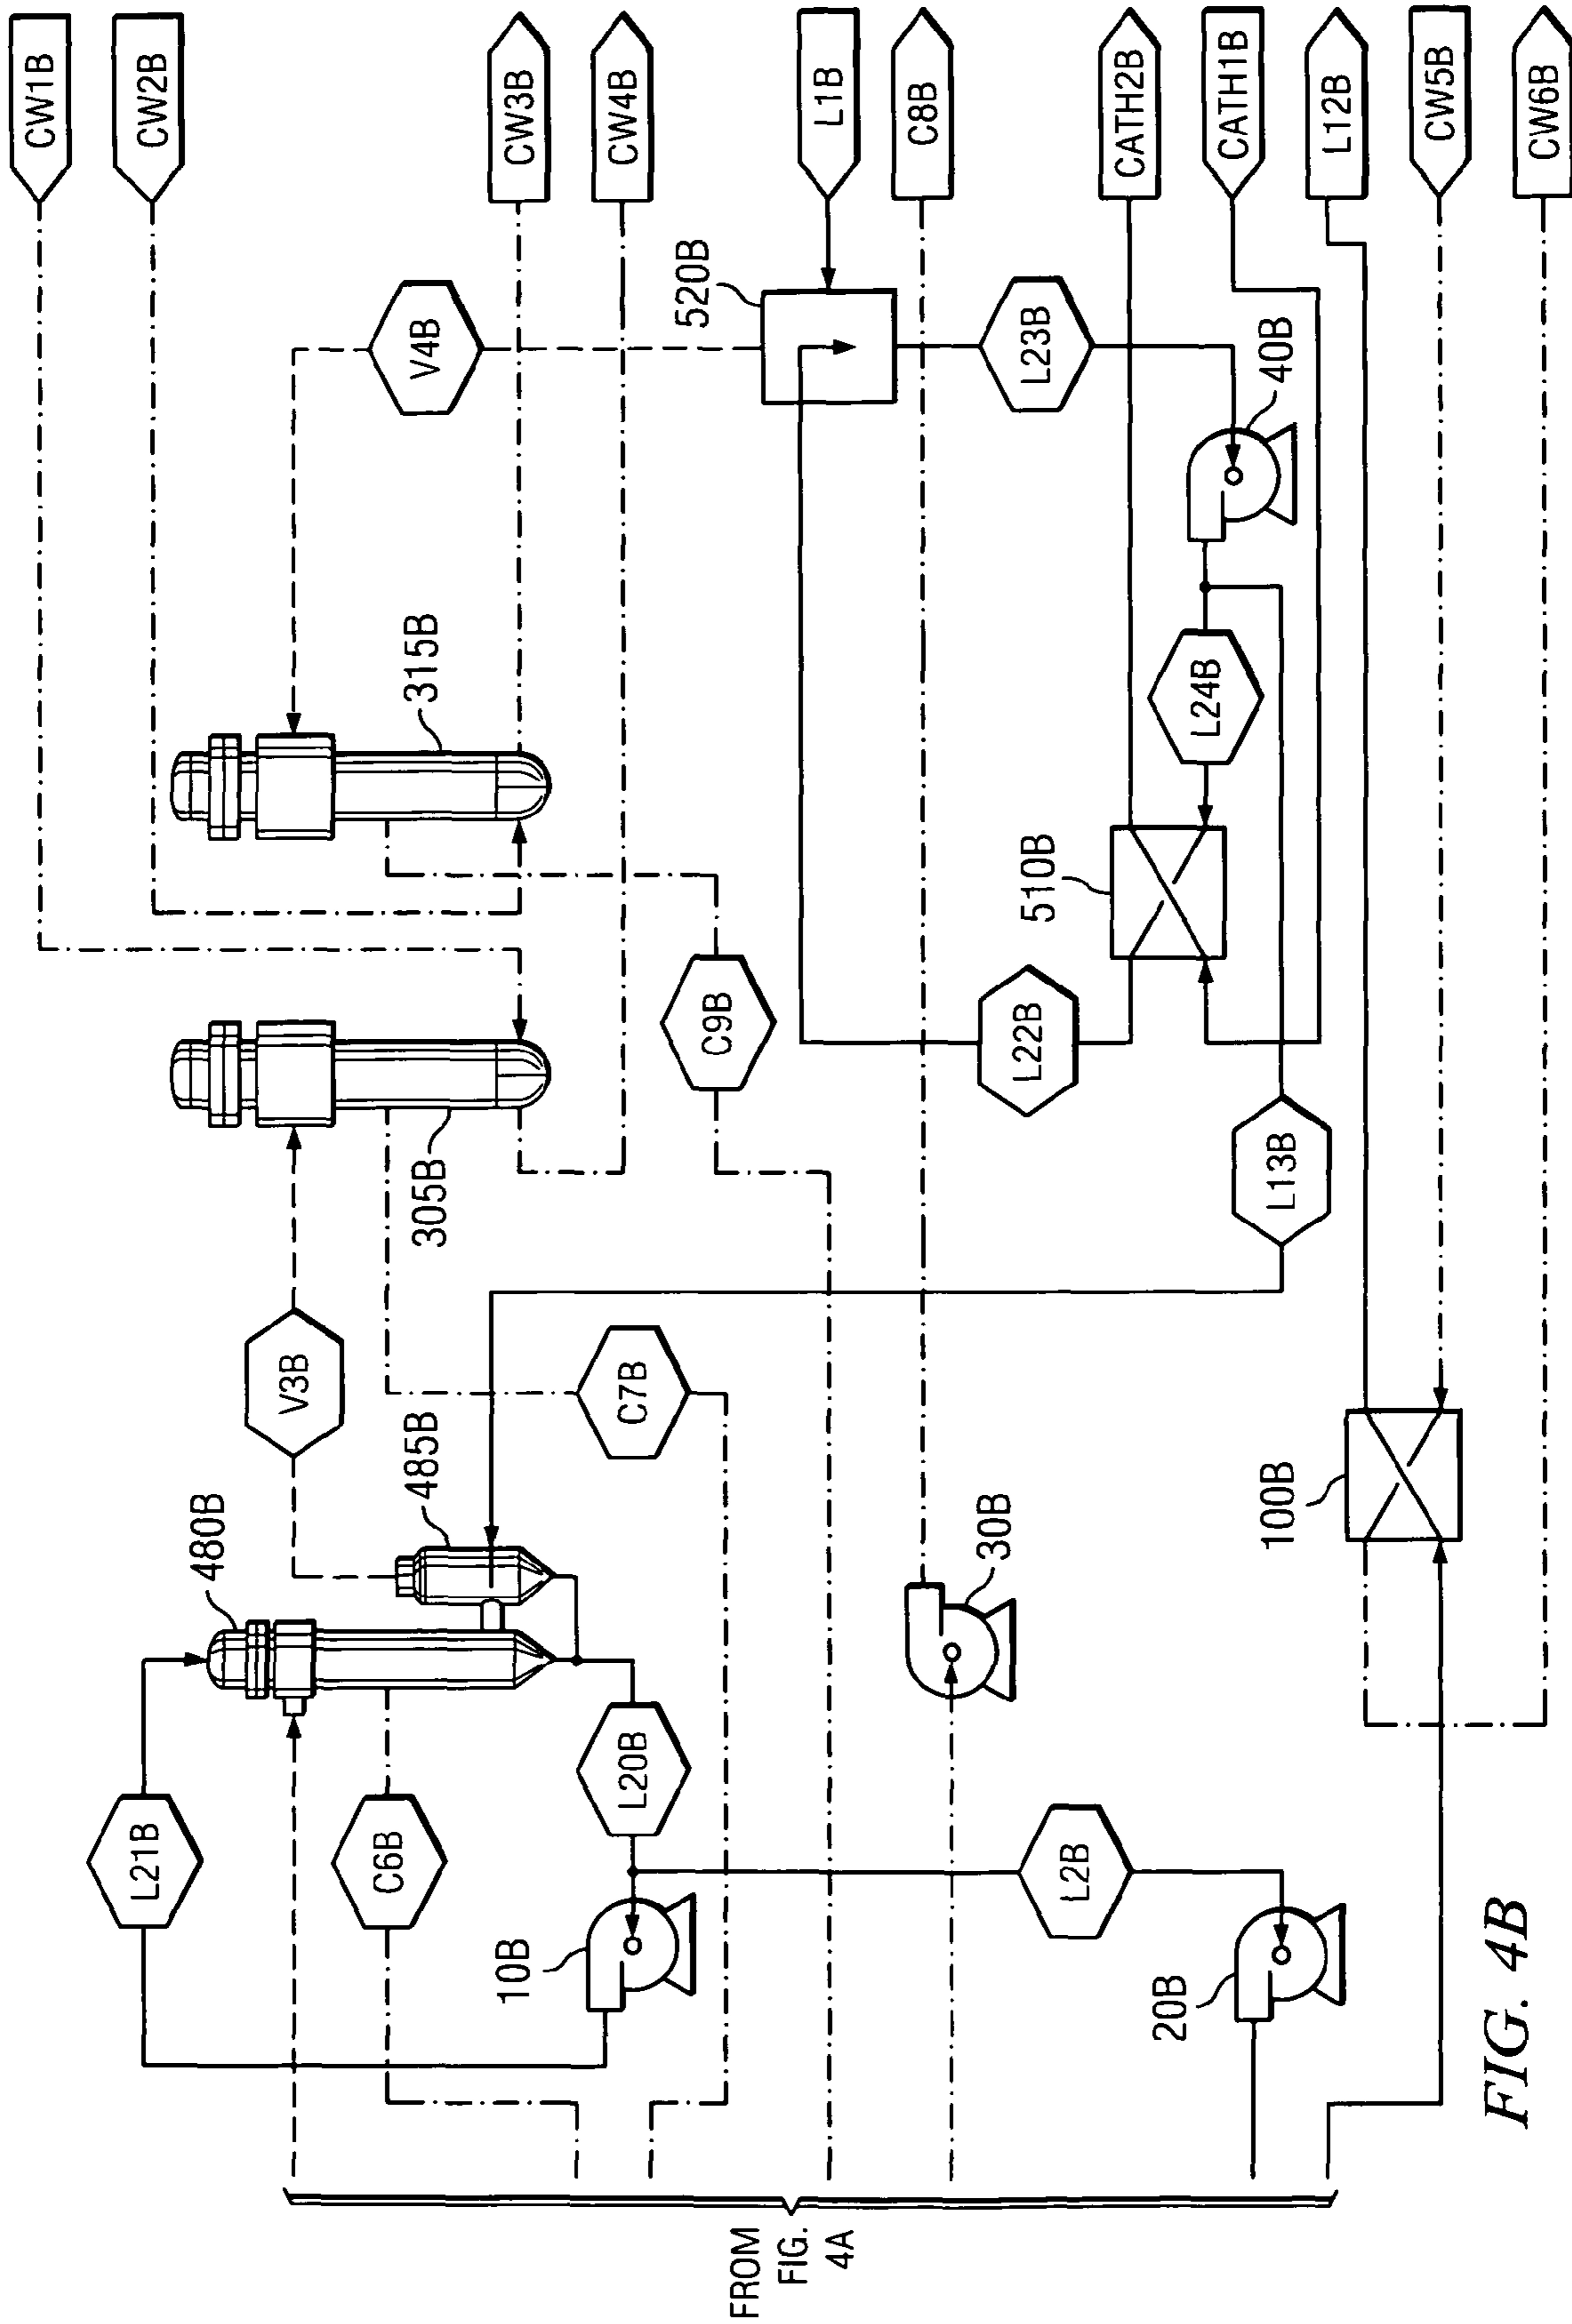 CW1B
CW2B
CW3B
CW4B
L1B
C8B
CATH2B
CATH1B
L12B
CW5B
CW6B
V4B
520B
L23B
40B
315B
L24B
510B
C9B
L22B
305B
L13B
V3B
C7B
485B
480B
30B
100B
L21B
C6B
L20B
L2B
10B
20B
FROM
FIG.
4A
FIG. 4B